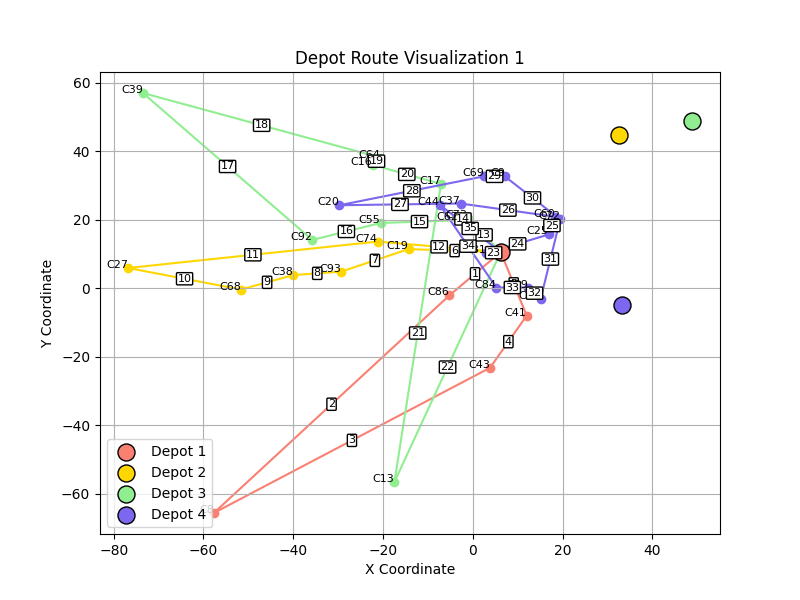 Depot Route Visualization 1
Y Coordinate
60
40
20
0
−20
−40
−60
C39
18
17
C64
C16
19
20
C17
C69
29
28
30
C20
27
C44
C37
26
C55
15
14
C92
16
35
13
25
C25
24
C74
C19
12
6
34
23
11
31
C27
10
C38
8
C93
7
9
C68
1
C86
C84
33
32
C41
4
21
22
C43
2
3
C13
Depot 1
Depot 2
Depot 3
Depot 4
−80
−60
−40
−20
0
20
40
X Coordinate